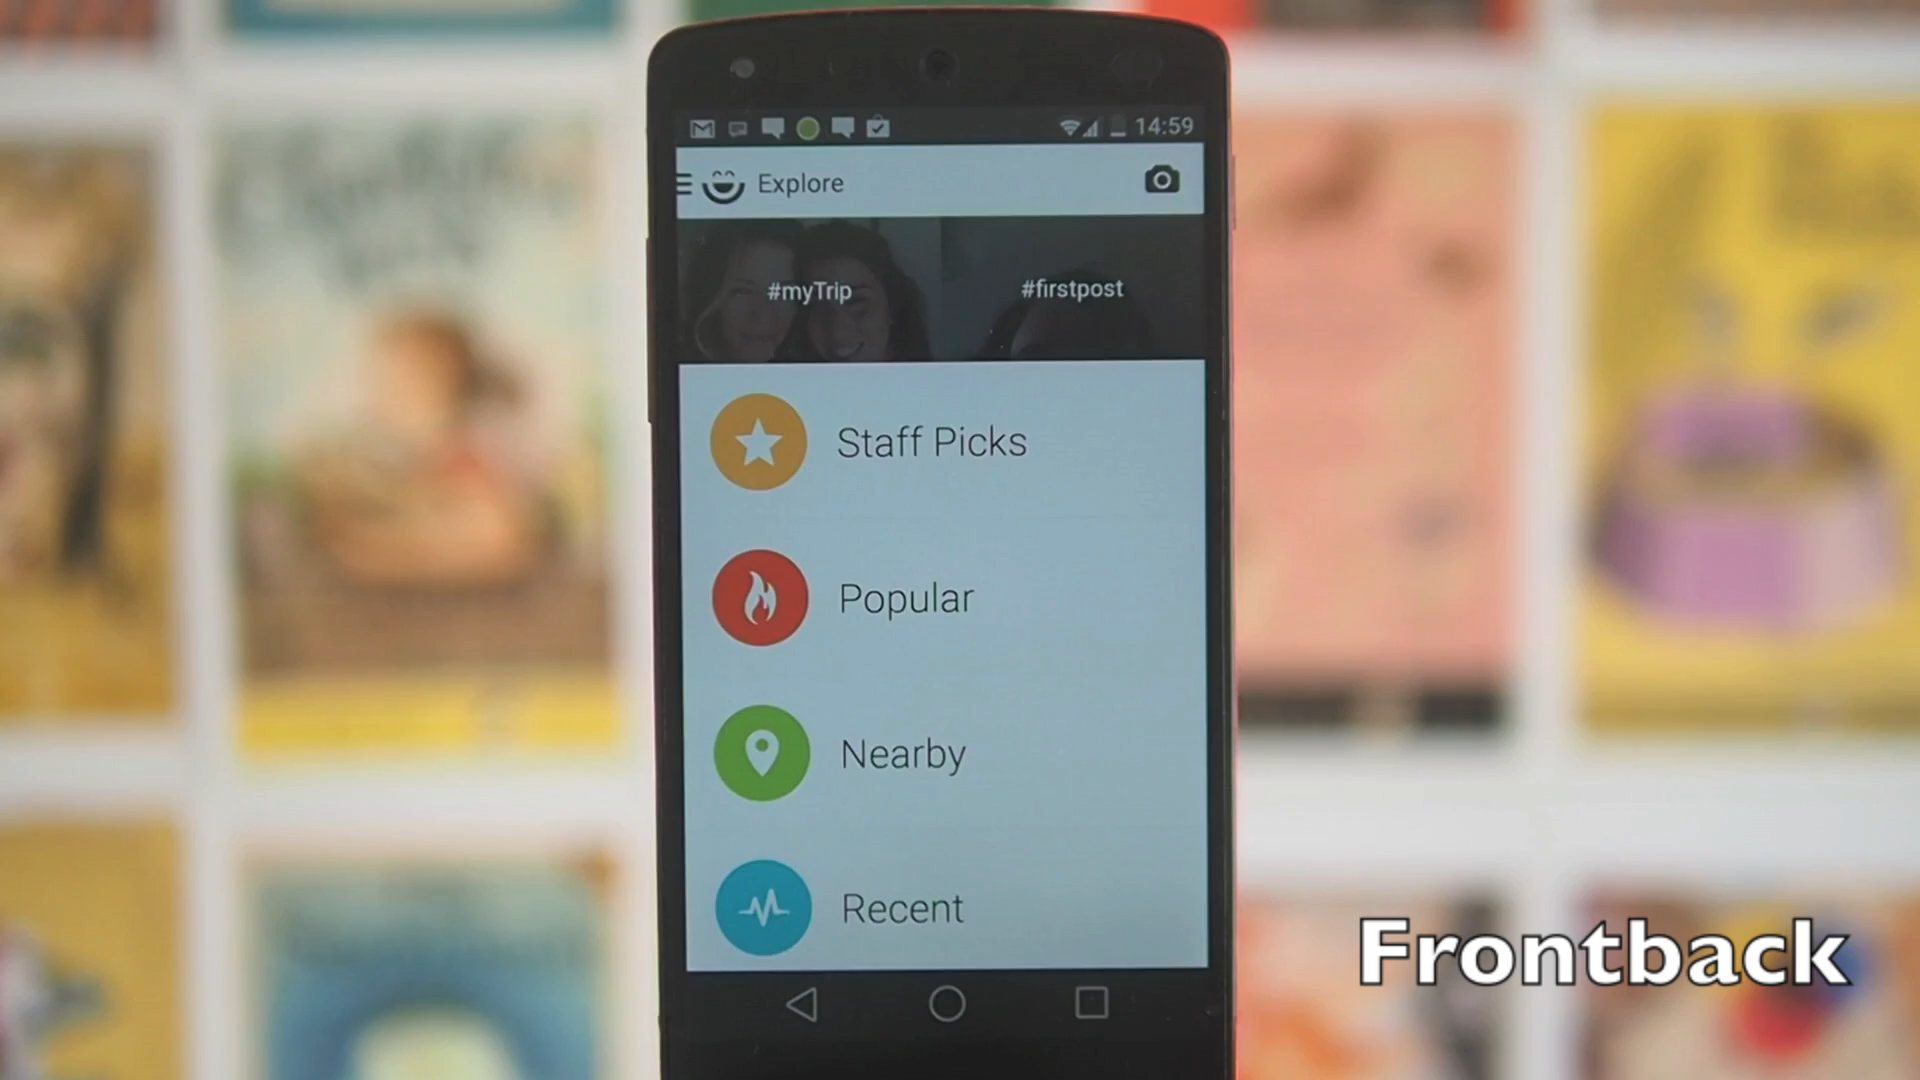 14:59
Explore
#myTrip
#firstpost
Staff Picks
Popular
Nearby
Recent
Frontback